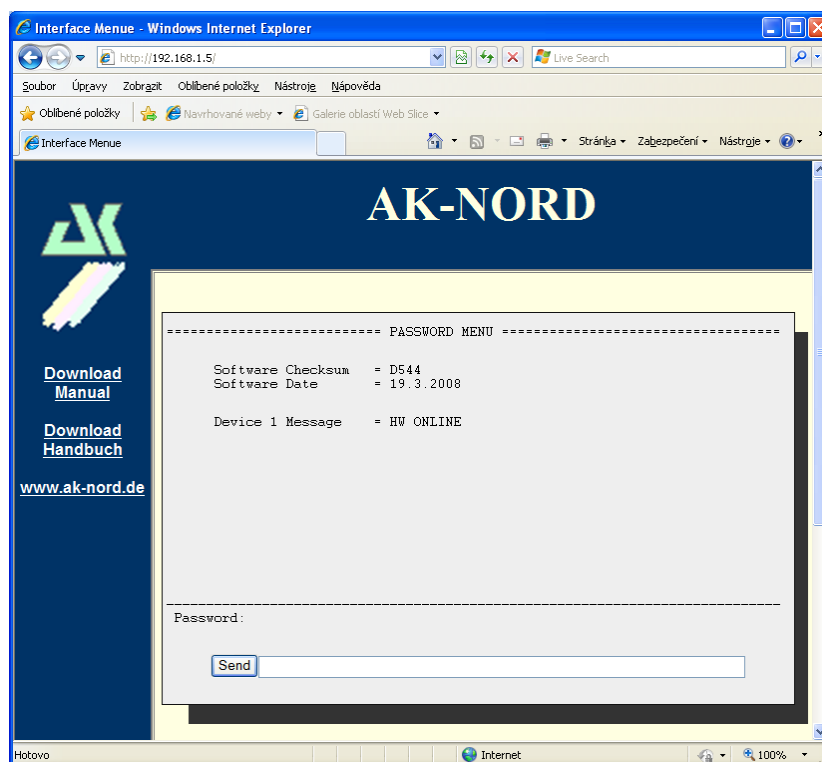 Interface Menue - Windows Internet Explorer
http://192.168.1.5/ Live Search
Soubor Úpravy Zobrazit Oblíbené položky Nástroje Nápověda
Oblíbené položky Navrhované weby Galerie oblastí Web Slice
Interface Menue Stránka Zabezpečení Nástroje
AK-NORD
=========================== PASSWORD MENU ===================================
Software Checksum = D544
Software Date = 19.3.2008
Device 1 Message = HW ONLINE
Download
Manual
Download
Handbuch
www.ak-nord.de
Password:
Send
Hotovo Internet 100%